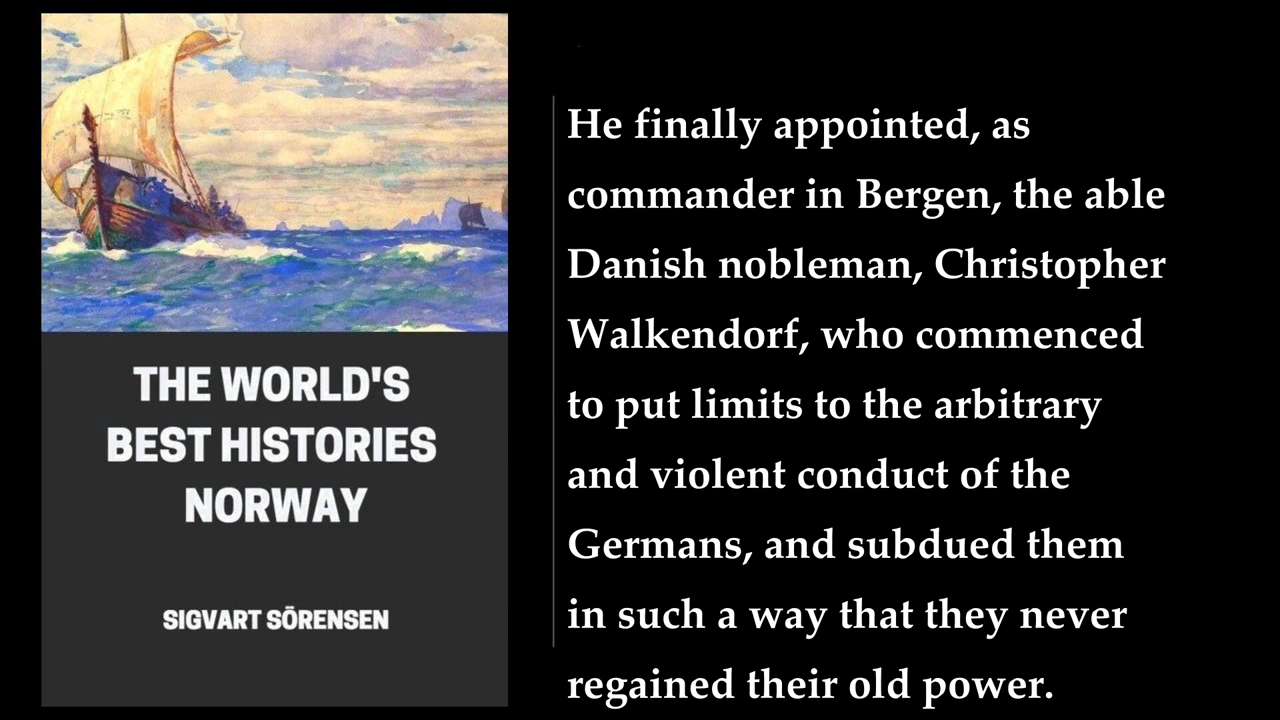 THE WORLD'S
BEST HISTORIES
NORWAY
SIGVART SÖRENSEN
He finally appointed, as
commander in Bergen, the able
Danish nobleman, Christopher
Walkendorf, who commenced
to put limits to the arbitrary
and violent conduct of the
Germans, and subdued them
in such a way that they never
regained their old power.